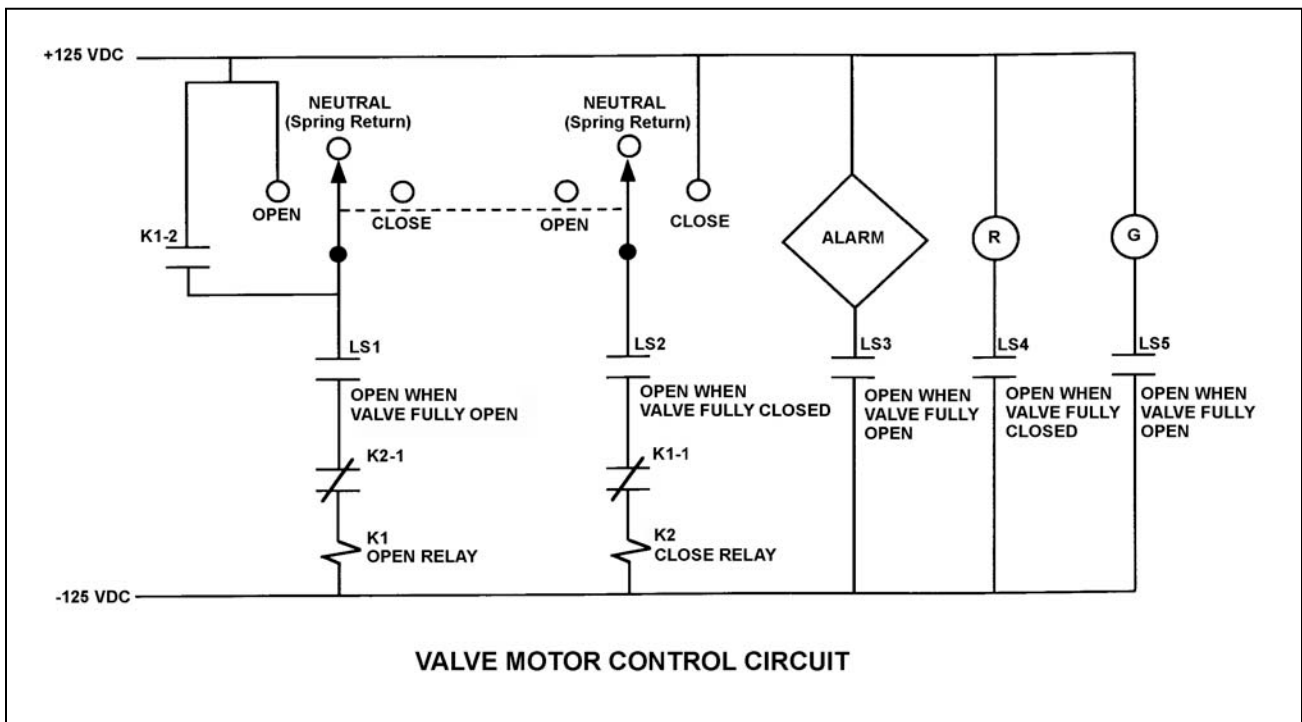 +125 VDC
NEUTRAL
(Spring Return)
NEUTRAL
(Spring Return)
OPEN
CLOSE
OPEN
CLOSE
K1-2
ALARM
R
G
LS1
OPEN WHEN
VALVE FULLY OPEN
LS2
OPEN WHEN
VALVE FULLY CLOSED
LS3
OPEN WHEN
VALVE FULLY
OPEN
LS4
OPEN WHEN
VALVE FULLY
CLOSED
LS5
OPEN WHEN
VALVE FULLY
OPEN
K2-1
K1-1
K1
OPEN RELAY
K2
CLOSE RELAY
-125 VDC
VALVE MOTOR CONTROL CIRCUIT